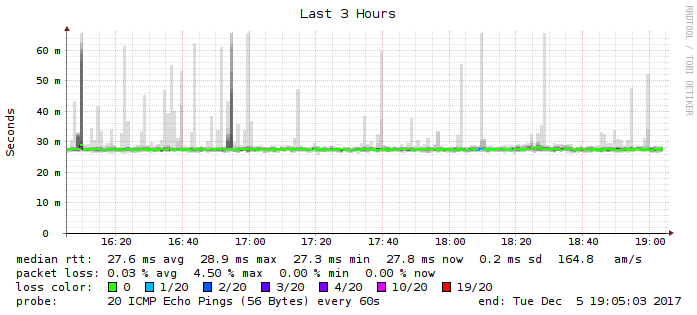 Last 3 Hours
RRDTOOL / TOBI OETIKER
Seconds
60 m
50 m
40 m
30 m
20 m
10 m
0
16:20 16:40 17:00 17:20 17:40 18:00 18:20 18:40 19:00
median rtt: 27.6 ms avg 28.9 ms max 27.3 ms min 27.8 ms now 0.2 ms sd 164.8 am/s
packet loss: 0.03 % avg 4.50 % max 0.00 % min 0.00 % now
loss color: 0 1/20 2/20 3/20 4/20 10/20 19/20
probe: 20 ICMP Echo Pings (56 Bytes) every 60s end: Tue Dec 5 19:05:03 2017